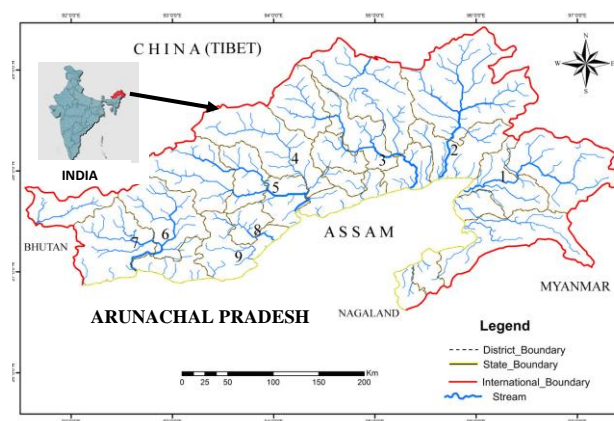 CHINA (TIBET)
N
W
E
S
INDIA
4
3
2
1
5
7
6
8
9
BHUTAN
ASSAM
MYANMAR
NAGALAND
ARUNACHAL PRADESH
Legend
District_Boundary
State_Boundary
International_Boundary
Stream
Km
0 25 50 100 150 200